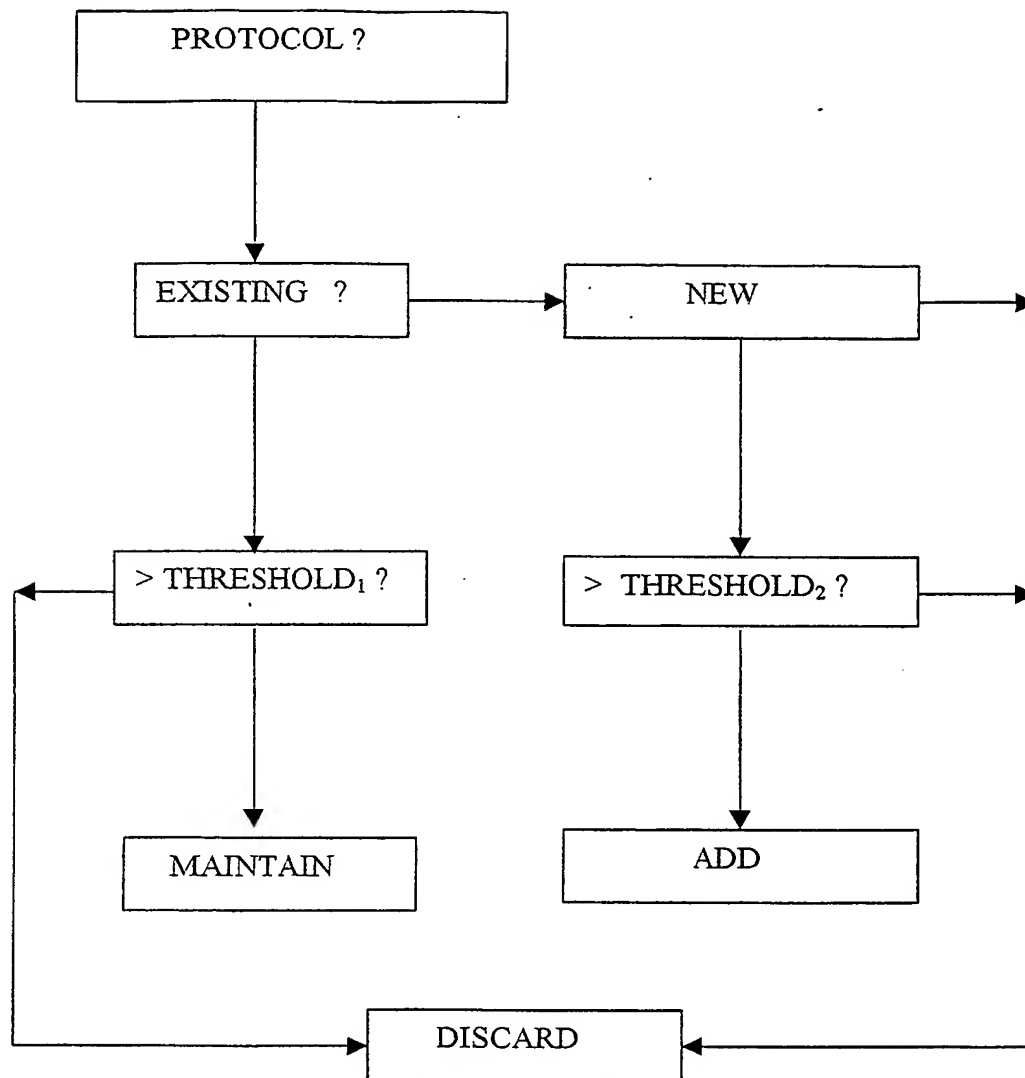 PROTOCOL ?
EXISTING ?
NEW
> THRESHOLD₁ ?
> THRESHOLD₂ ?
MAINTAIN
ADD
DISCARD